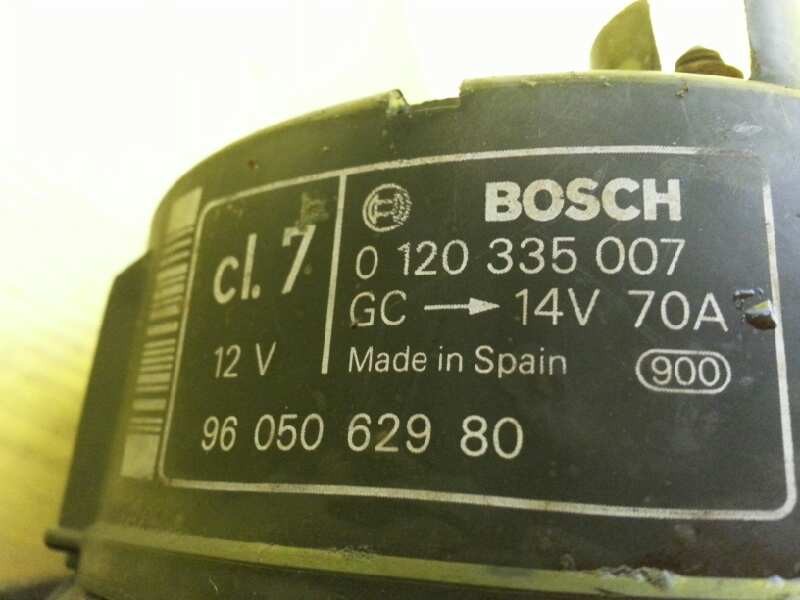 cl. 7
12 V
BOSCH
0 120 335 007
GC → 14V 70A
Made in Spain 900
96 050 629 80